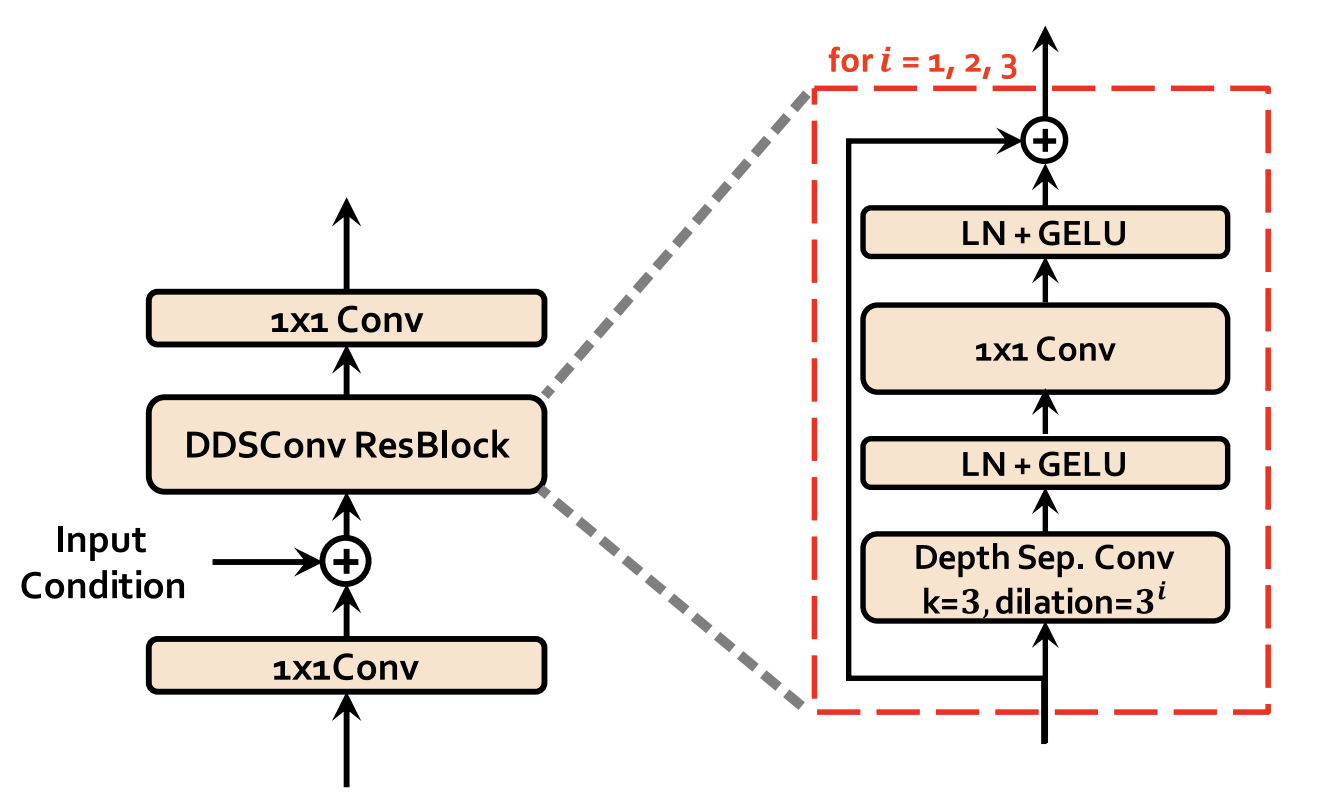 for i = 1, 2, 3
LN + GELU
1x1 Conv
LN + GELU
Depth Sep. Conv
k=3, dilation=3^i
1x1 Conv
DDSConv ResBlock
Input
Condition
1x1Conv